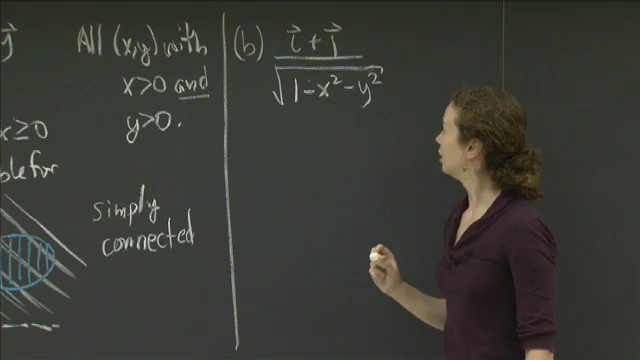 y⃗
All (x,y) with
x>0 and
y>0.
x≥0
simply
connected
(b) i⃗ + j⃗
√1-x²-y²